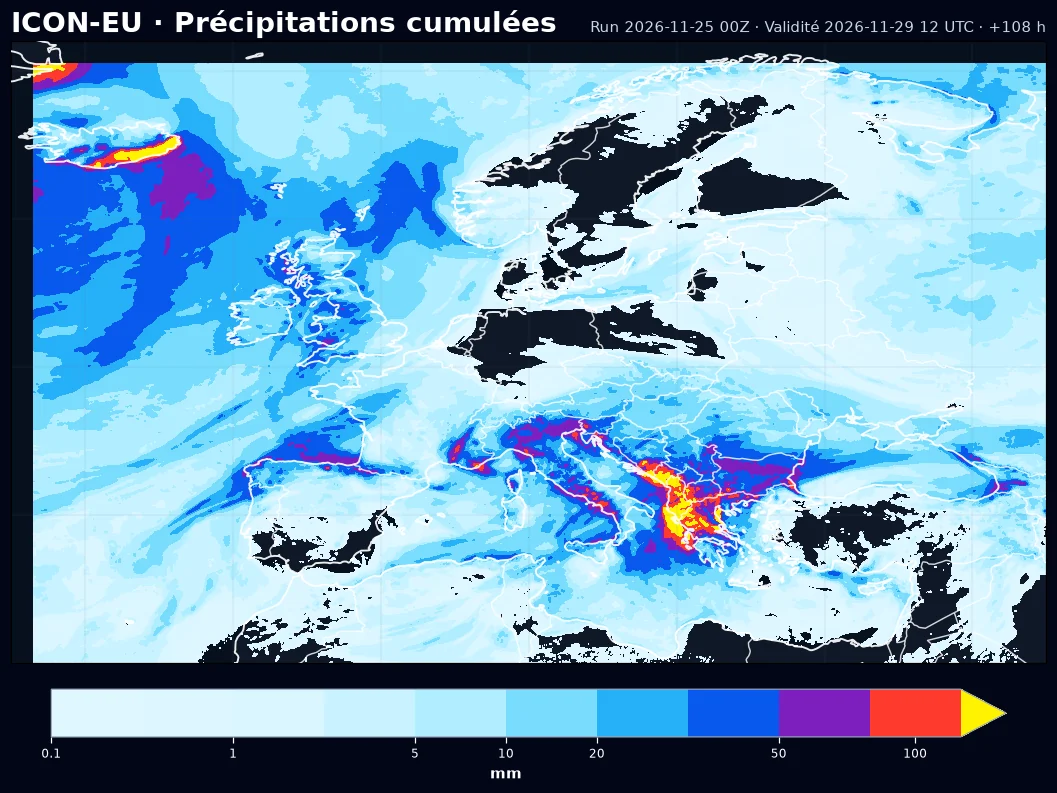 ICON-EU · Précipitations cumulées
Run 2026-11-25 00Z · Validité 2026-11-29 12 UTC · +108 h
0.1 1 5 10 20 50 100
mm